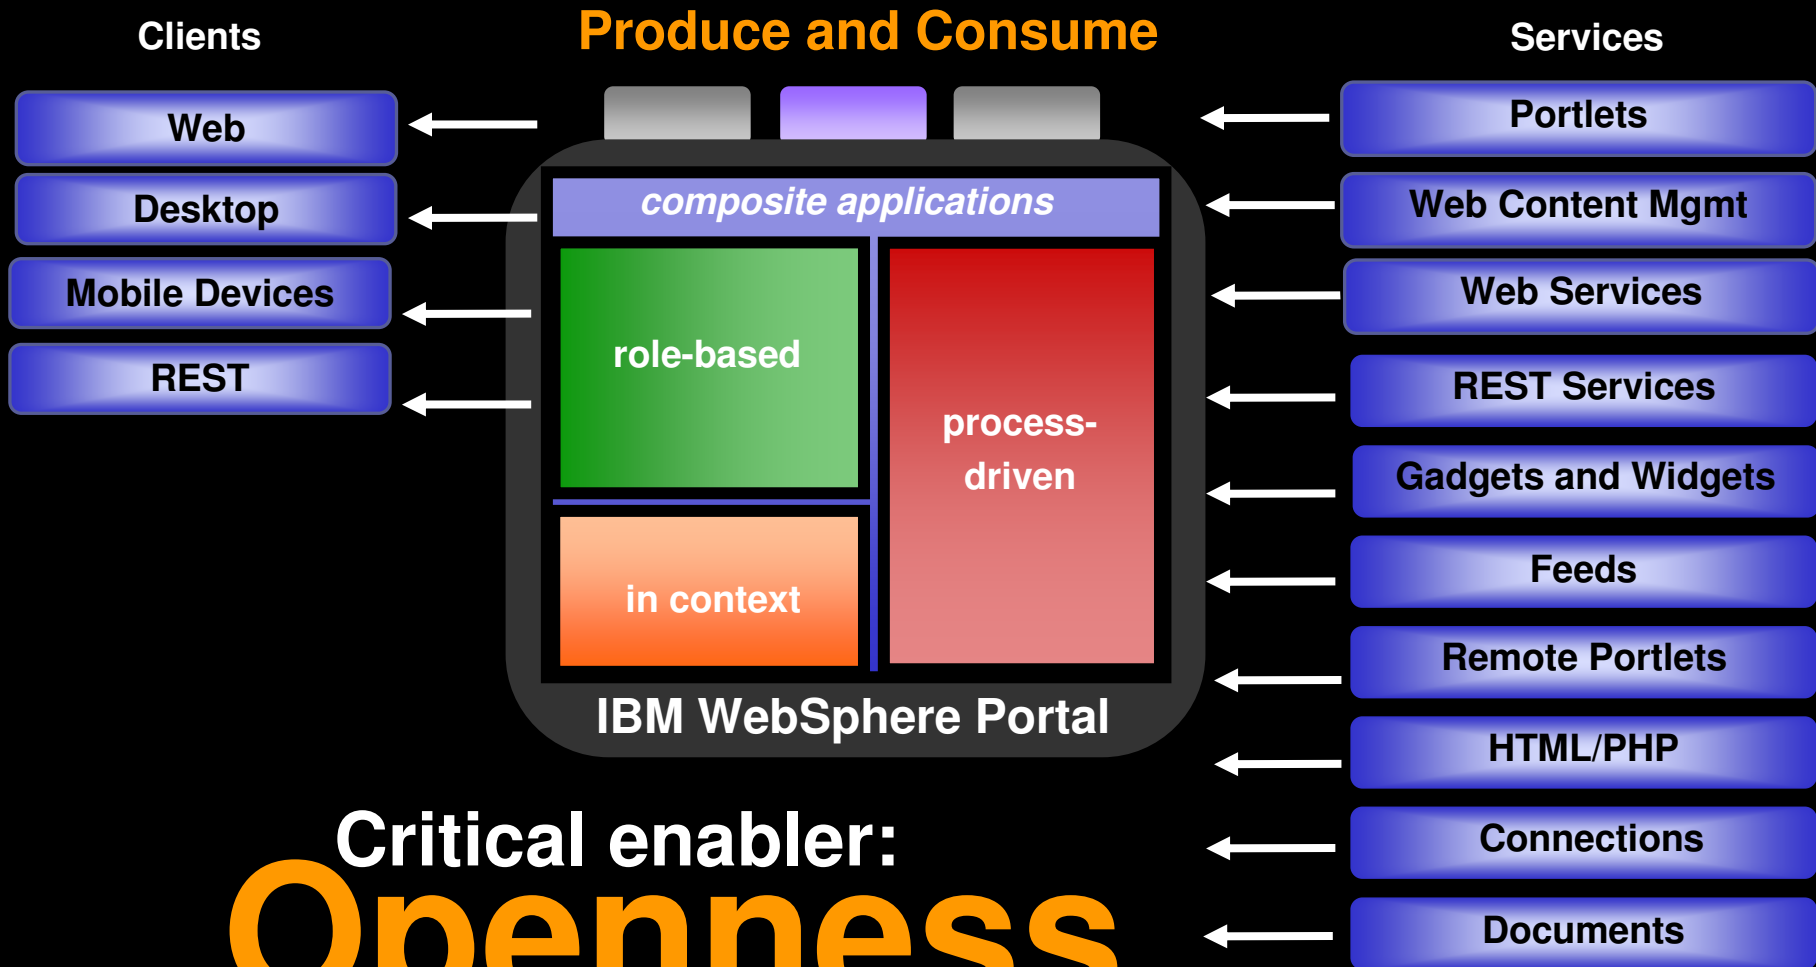 Produce and Consume
Clients
Web
Desktop
Mobile Devices
REST
composite applications
role-based
process-
driven
in context
IBM WebSphere Portal
Critical enabler:
Openness
Services
Portlets
Web Content Mgmt
Web Services
REST Services
Gadgets and Widgets
Feeds
Remote Portlets
HTML/PHP
Connections
Documents